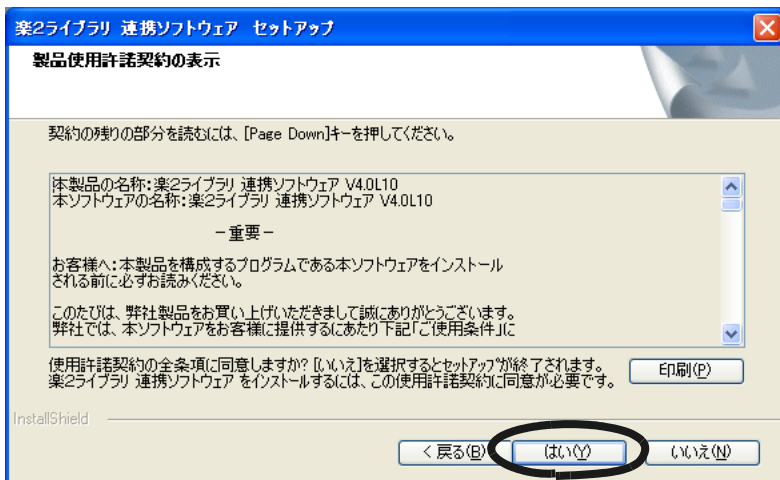 楽2ライブラリ 連携ソフトウェア セットアップ
製品使用許諾契約の表示
契約の残りの部分を読むには、[Page Down]キーを押してください。
本製品の名称:楽2ライブラリ 連携ソフトウェア V4.0L10
本ソフトウェアの名称:楽2ライブラリ 連携ソフトウェア V4.0L10
－重要－
お客様へ:本製品を構成するプログラムである本ソフトウェアをインストール
される前に必ずお読みください。
このたびは、弊社製品をお買い上げいただきまして誠にありがとうございます。
弊社では、本ソフトウェアをお客様に提供するにあたり下記「ご使用条件」に
使用許諾契約の全条項に同意しますか? [いいえ]を選択するとセットアップが終了されます。
楽2ライブラリ 連携ソフトウェア をインストールするには、この使用許諾契約に同意が必要です。
印刷(P)
InstallShield
< 戻る(B)
はい(Y)
いいえ(N)